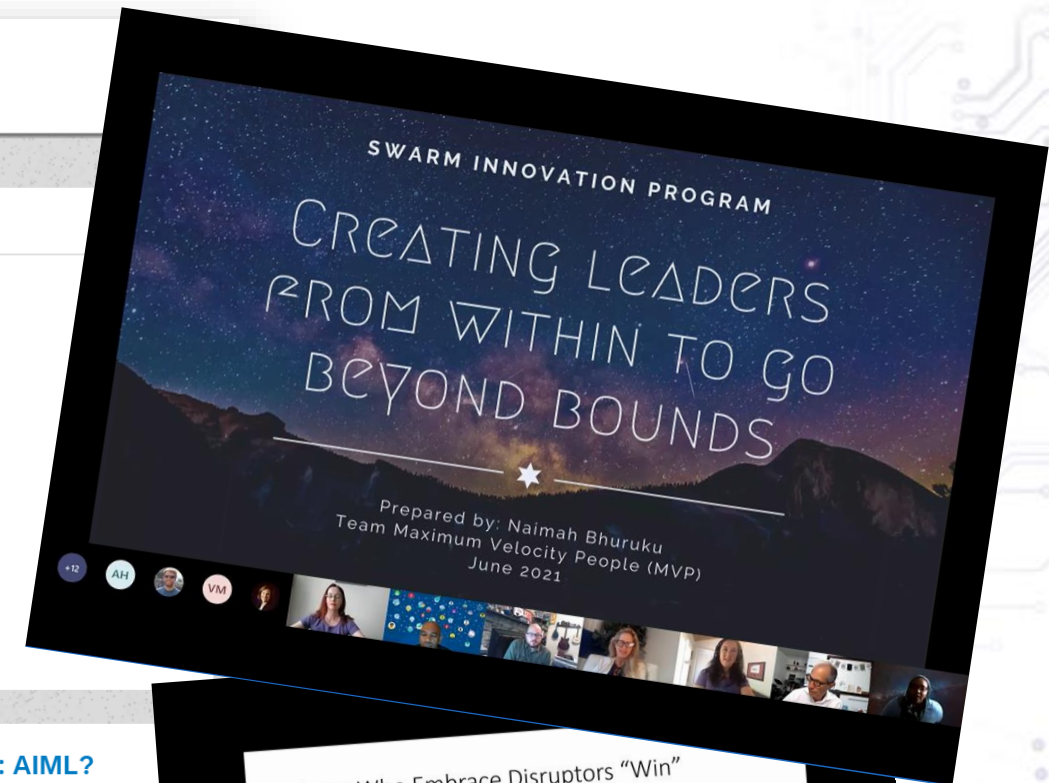 SWARM INNOVATION PROGRAM
CREATING LEADERS
FROM WITHIN TO GO
BEYOND BOUNDS
Prepared by: Naimah Bhuruku
Team Maximum Velocity People (MVP)
June 2021
+12
AH
VM
: AIML?
Who Embrace Disruptors “Win”